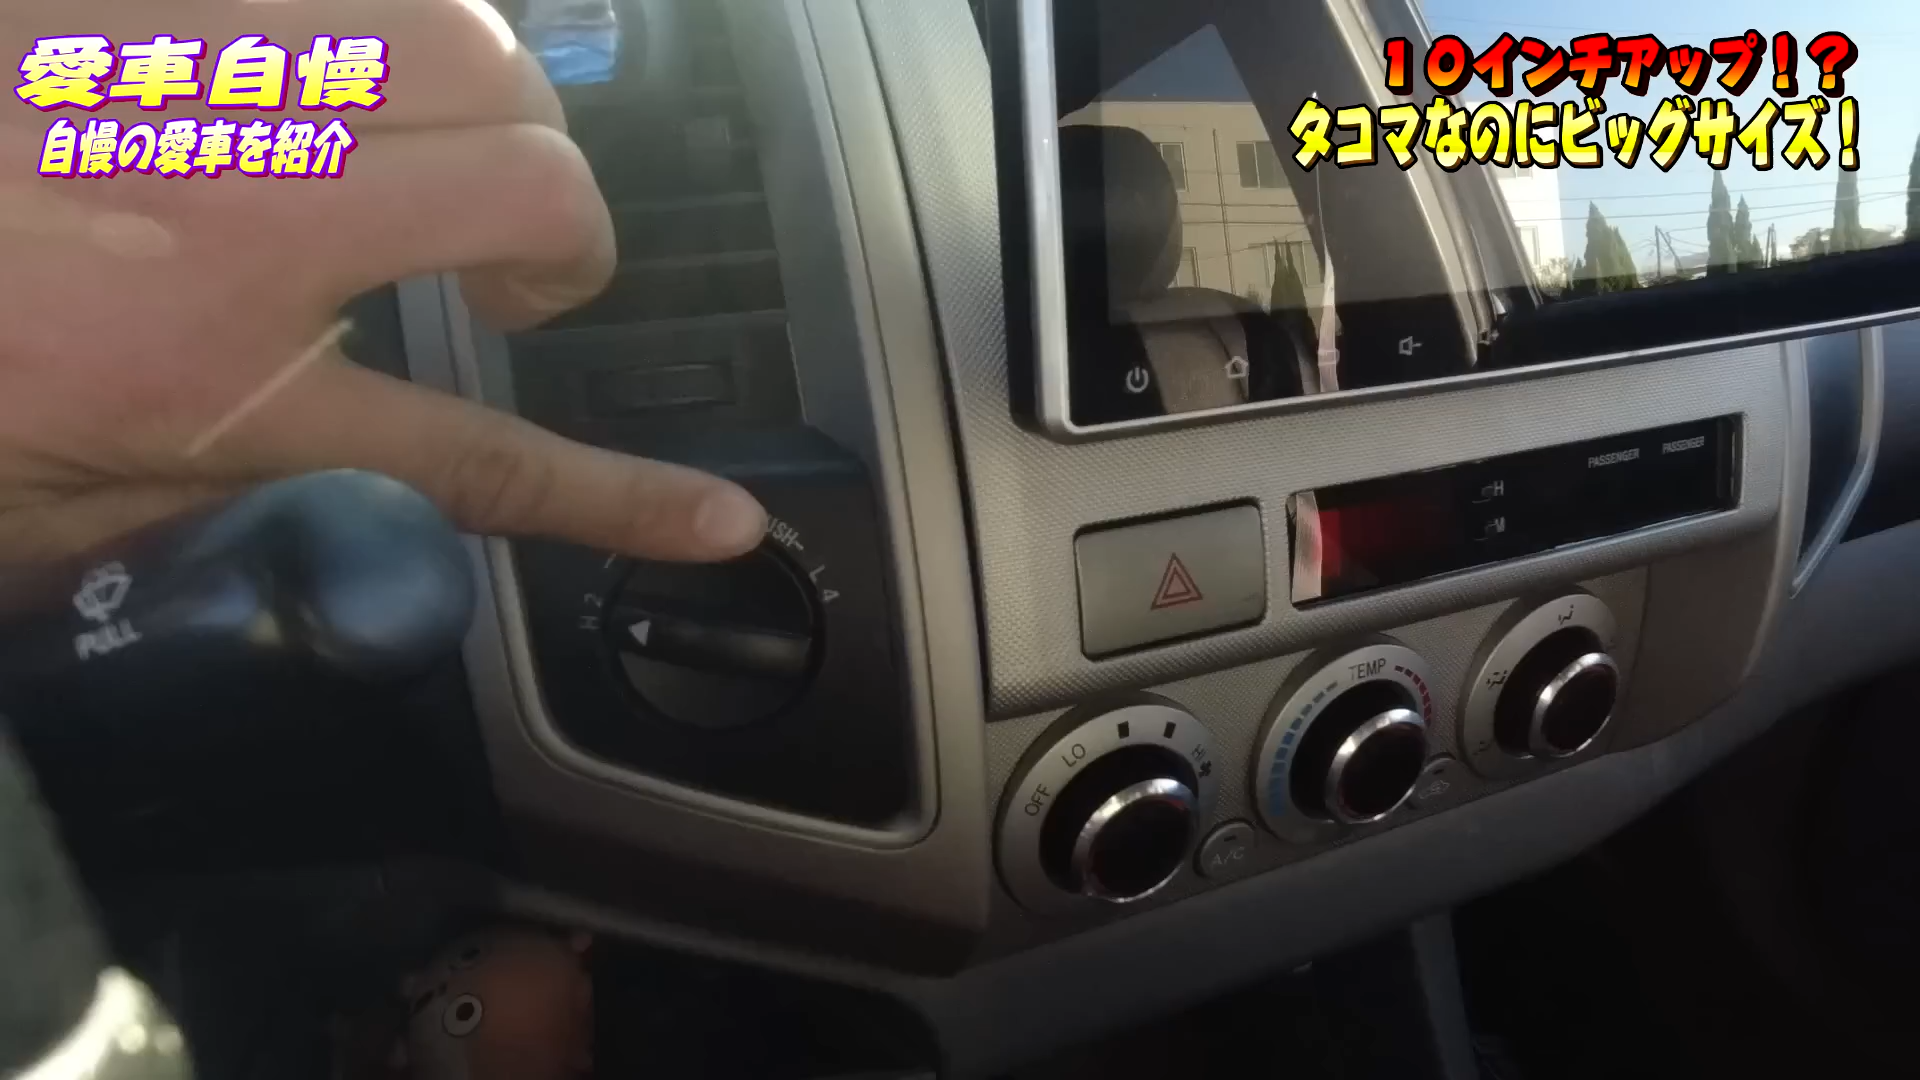 愛車自慢
自慢の愛車を紹介
10インチアップ!?
タコマなのにビッグサイズ!
PASSENGER
PASSENGER
H
M
H2
L4
PULL
TEMP
OFF
LO
HI
A/C